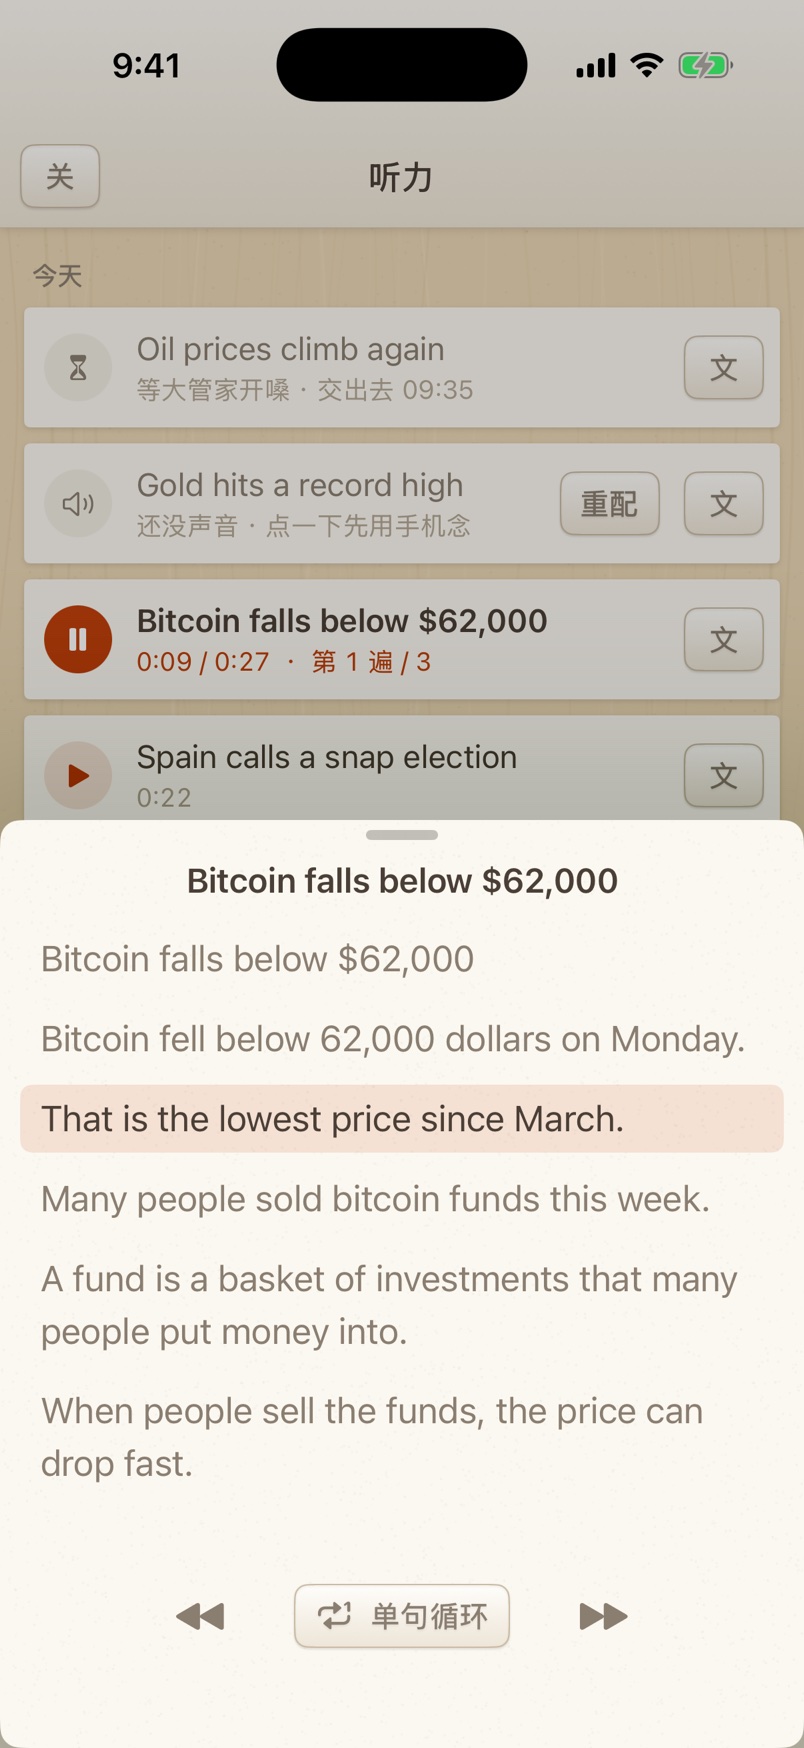 9:41
关
听力
今天
Oil prices climb again
等大管家开嗓 · 交出去 09:35
文
Gold hits a record high
还没声音 · 点一下先用手机念
重配
文
Bitcoin falls below $62,000
0:09 / 0:27 · 第 1 遍 / 3
文
Spain calls a snap election
0:22
文
Bitcoin falls below $62,000
Bitcoin falls below $62,000
Bitcoin fell below 62,000 dollars on Monday.
That is the lowest price since March.
Many people sold bitcoin funds this week.
A fund is a basket of investments that many
people put money into.
When people sell the funds, the price can
drop fast.
单句循环